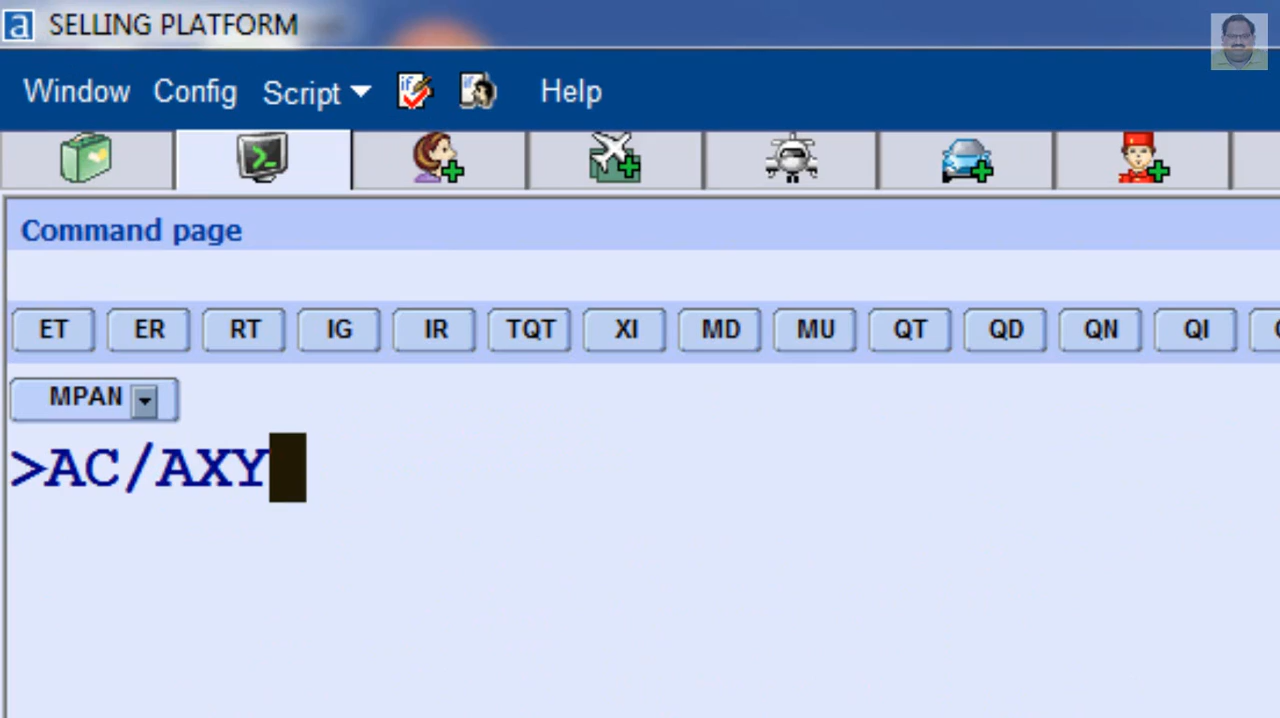 a SELLING PLATFORM
Window Config Script Help
Command page
ET ER RT IG IR TQT XI MD MU QT QD QN QI
MPAN
>AC/AXY